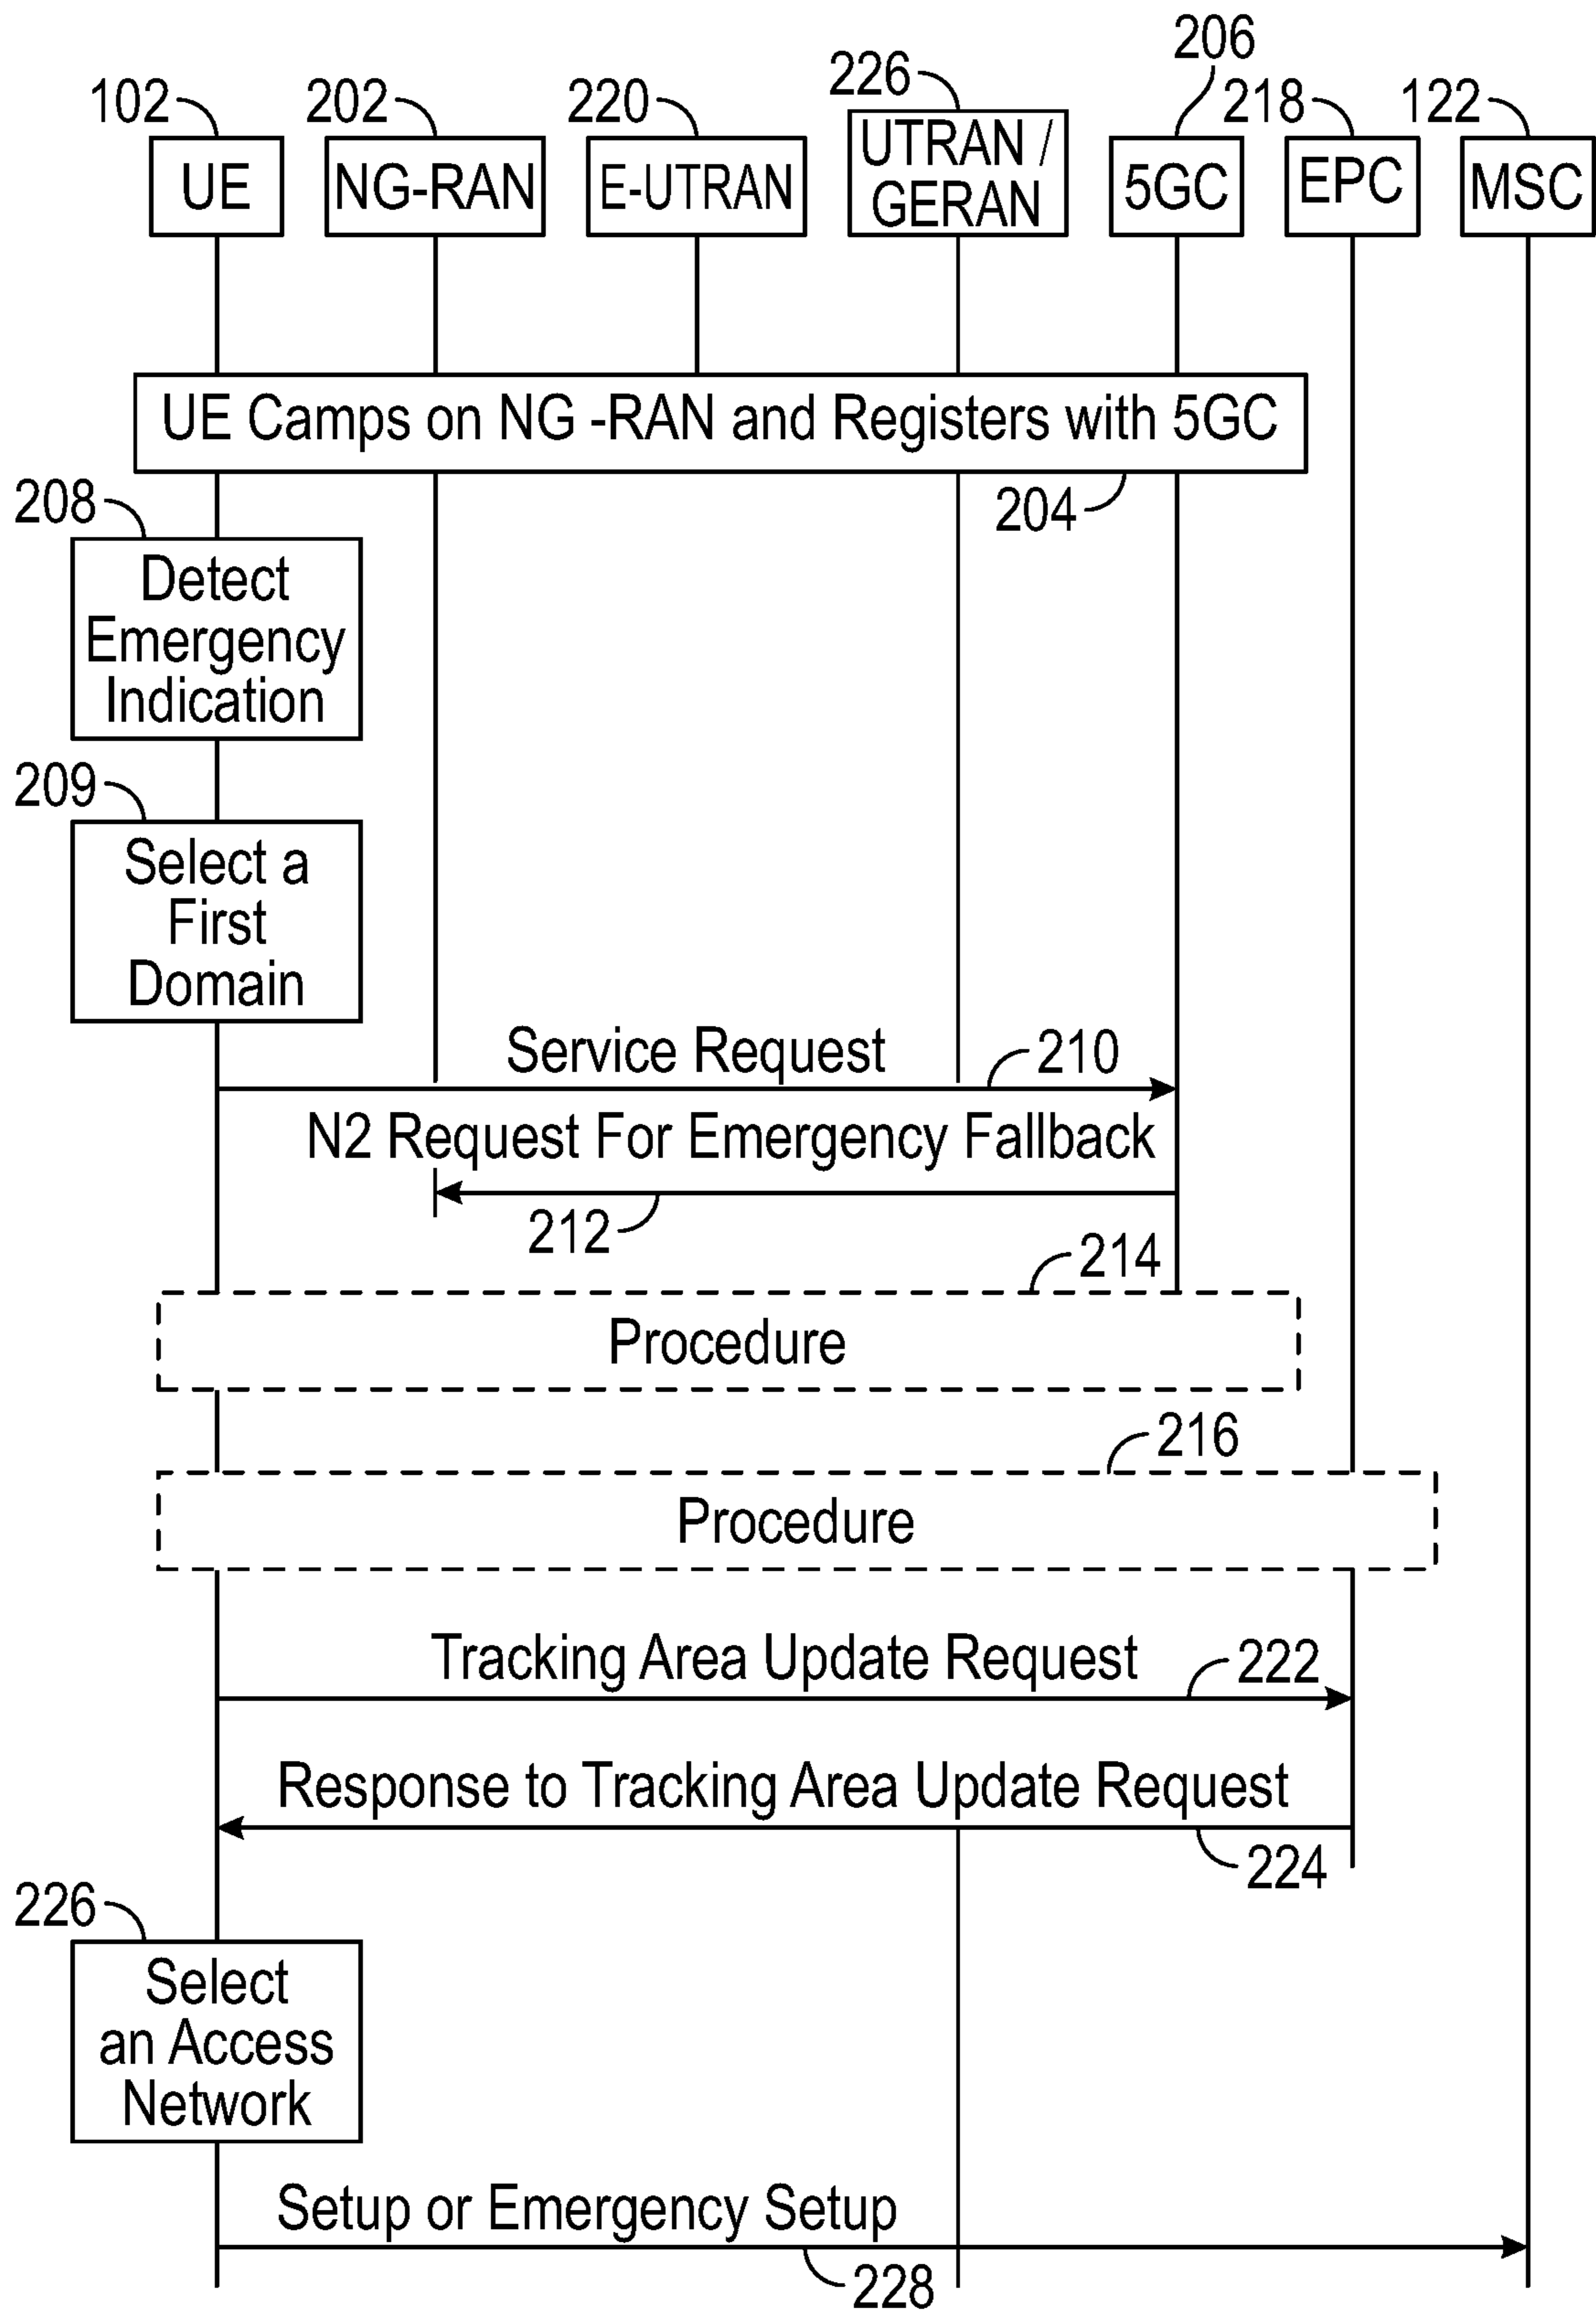 206
226
102
202
220
218
122
UE
NG-RAN
E-UTRAN
UTRAN /
GERAN
5GC
EPC
MSC
UE Camps on NG -RAN and Registers with 5GC
204
208
Detect
Emergency
Indication
209
Select a
First
Domain
Service Request
210
N2 Request For Emergency Fallback
212
214
Procedure
216
Procedure
Tracking Area Update Request
222
Response to Tracking Area Update Request
224
226
Select
an Access
Network
Setup or Emergency Setup
228